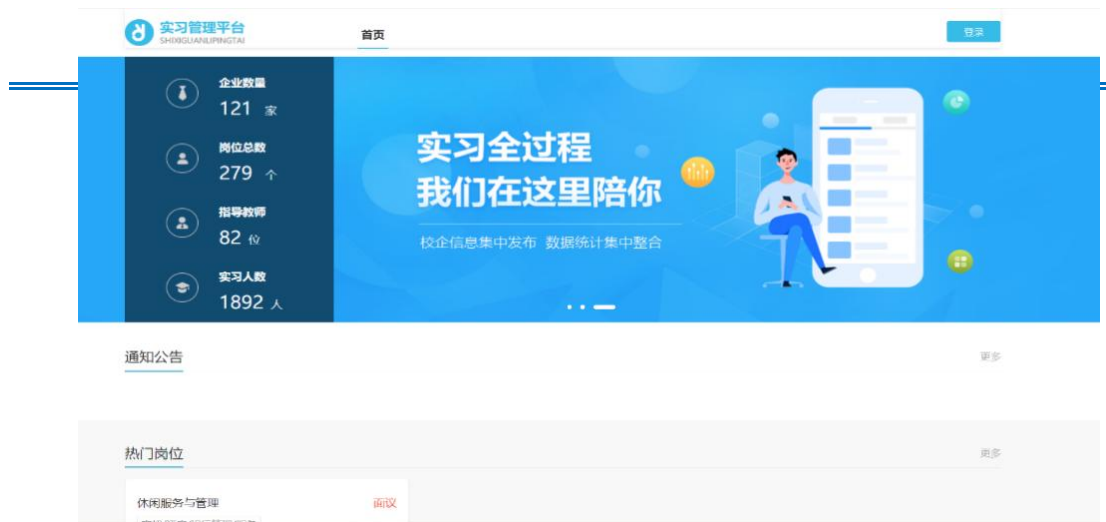 实习管理平台
SHIXIGUANLIPINGTAI
首页
登录
企业数量
121 家
岗位总数
279 个
指导教师
82 位
实习人数
1892 人
实习全过程
我们在这里陪你
校企信息集中发布 数据统计集中整合
通知公告
更多
热门岗位
更多
休闲服务与管理
面议